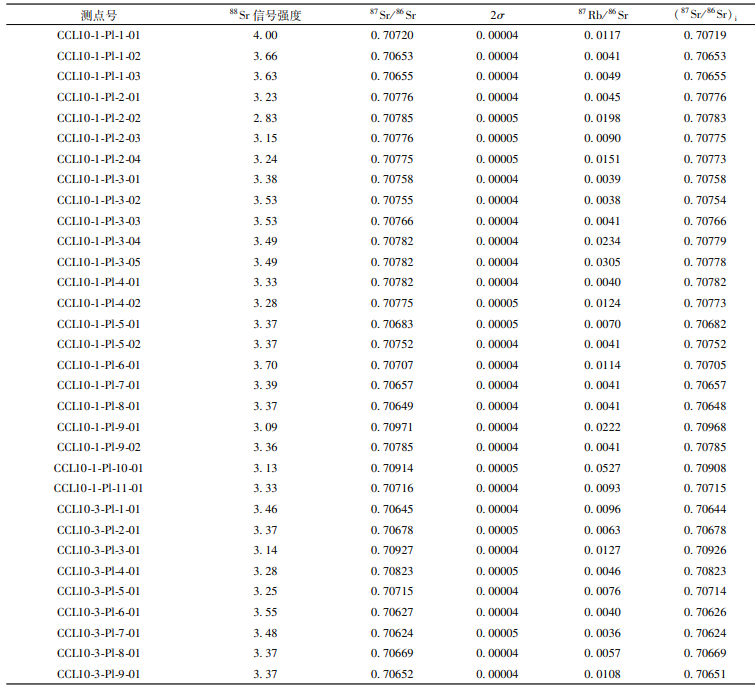 测点号 ⁸⁸Sr 信号强度 ⁸⁷Sr/⁸⁶Sr 2σ ⁸⁷Rb/⁸⁶Sr (⁸⁷Sr/⁸⁶Sr)ᵢ
CCL10-1-Pl-1-01 4.00 0.70720 0.00004 0.0117 0.70719
CCL10-1-Pl-1-02 3.66 0.70653 0.00004 0.0041 0.70653
CCL10-1-Pl-1-03 3.63 0.70655 0.00004 0.0049 0.70655
CCL10-1-Pl-2-01 3.23 0.70776 0.00004 0.0045 0.70776
CCL10-1-Pl-2-02 2.83 0.70785 0.00005 0.0198 0.70783
CCL10-1-Pl-2-03 3.15 0.70776 0.00005 0.0090 0.70775
CCL10-1-Pl-2-04 3.24 0.70775 0.00005 0.0151 0.70773
CCL10-1-Pl-3-01 3.38 0.70758 0.00004 0.0039 0.70758
CCL10-1-Pl-3-02 3.53 0.70755 0.00004 0.0038 0.70754
CCL10-1-Pl-3-03 3.53 0.70766 0.00004 0.0041 0.70766
CCL10-1-Pl-3-04 3.49 0.70782 0.00004 0.0234 0.70779
CCL10-1-Pl-3-05 3.49 0.70782 0.00004 0.0305 0.70778
CCL10-1-Pl-4-01 3.33 0.70782 0.00004 0.0040 0.70782
CCL10-1-Pl-4-02 3.28 0.70775 0.00005 0.0124 0.70773
CCL10-1-Pl-5-01 3.37 0.70683 0.00005 0.0070 0.70682
CCL10-1-Pl-5-02 3.37 0.70752 0.00004 0.0041 0.70752
CCL10-1-Pl-6-01 3.70 0.70707 0.00004 0.0114 0.70705
CCL10-1-Pl-7-01 3.39 0.70657 0.00004 0.0041 0.70657
CCL10-1-Pl-8-01 3.37 0.70649 0.00004 0.0041 0.70648
CCL10-1-Pl-9-01 3.09 0.70971 0.00004 0.0222 0.70968
CCL10-1-Pl-9-02 3.36 0.70785 0.00004 0.0041 0.70785
CCL10-1-Pl-10-01 3.13 0.70914 0.00005 0.0527 0.70908
CCL10-1-Pl-11-01 3.33 0.70716 0.00004 0.0093 0.70715
CCL10-3-Pl-1-01 3.46 0.70645 0.00004 0.0096 0.70644
CCL10-3-Pl-2-01 3.37 0.70678 0.00005 0.0063 0.70678
CCL10-3-Pl-3-01 3.14 0.70927 0.00004 0.0127 0.70926
CCL10-3-Pl-4-01 3.28 0.70823 0.00005 0.0046 0.70823
CCL10-3-Pl-5-01 3.25 0.70715 0.00004 0.0076 0.70714
CCL10-3-Pl-6-01 3.55 0.70627 0.00004 0.0040 0.70626
CCL10-3-Pl-7-01 3.48 0.70624 0.00005 0.0036 0.70624
CCL10-3-Pl-8-01 3.37 0.70669 0.00004 0.0057 0.70669
CCL10-3-Pl-9-01 3.37 0.70652 0.00004 0.0108 0.70651